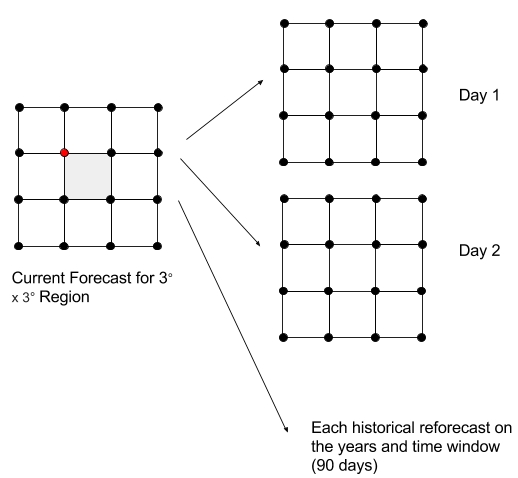 Day 1
Day 2
Current Forecast for 3°
x 3° Region
Each historical reforecast on
the years and time window
(90 days)